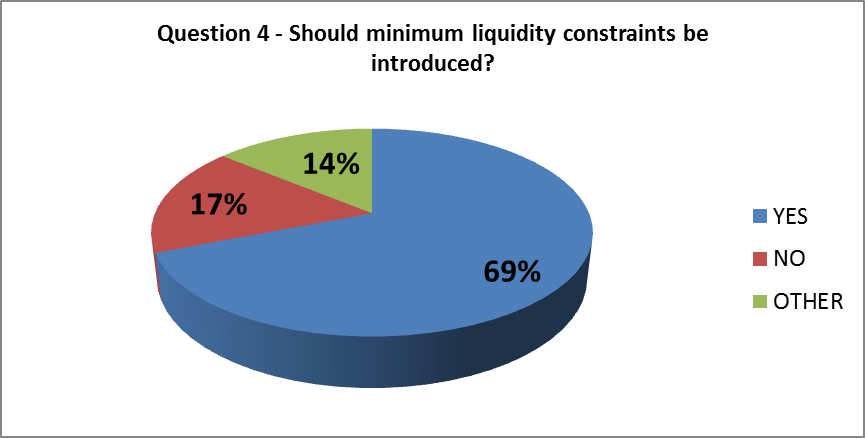 Question 4 - Should minimum liquidity constraints be
introduced?
14%
17%
69%
YES
NO
OTHER